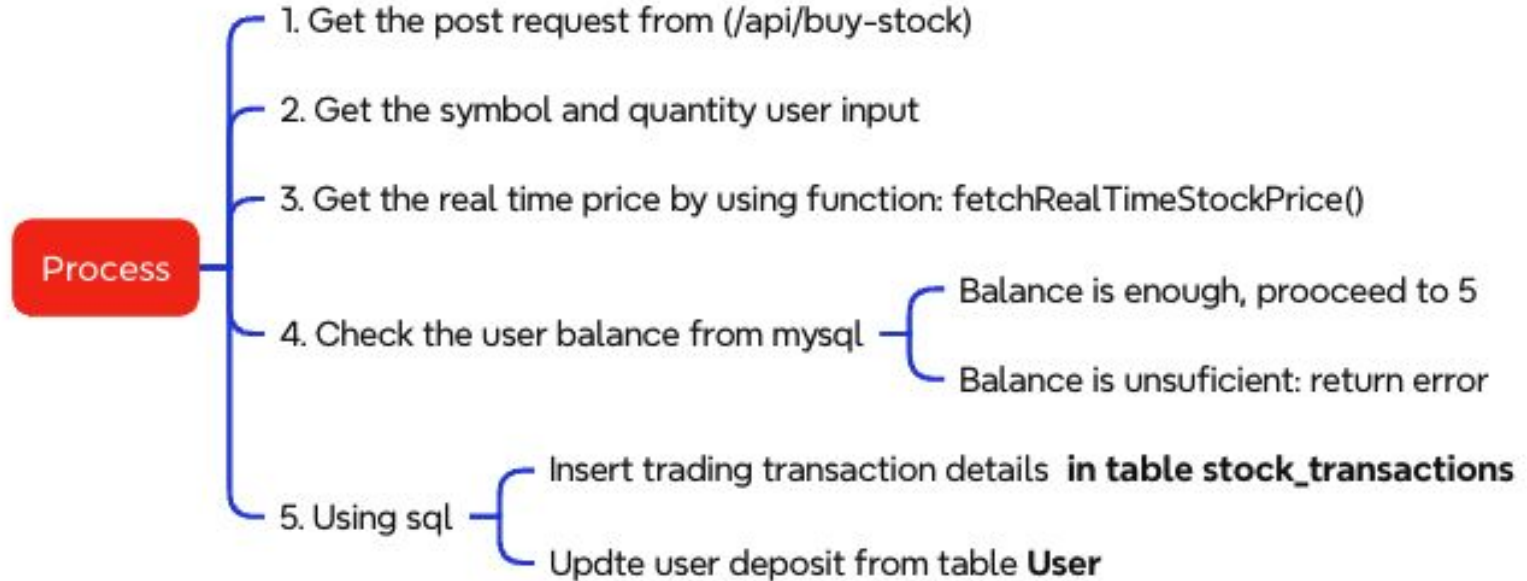 Process
1. Get the post request from (/api/buy-stock)
2. Get the symbol and quantity user input
3. Get the real time price by using function: fetchRealTimeStockPrice()
4. Check the user balance from mysql
Balance is enough, prooceed to 5
Balance is unsuficient: return error
5. Using sql
Insert trading transaction details in table stock_transactions
Updte user deposit from table User